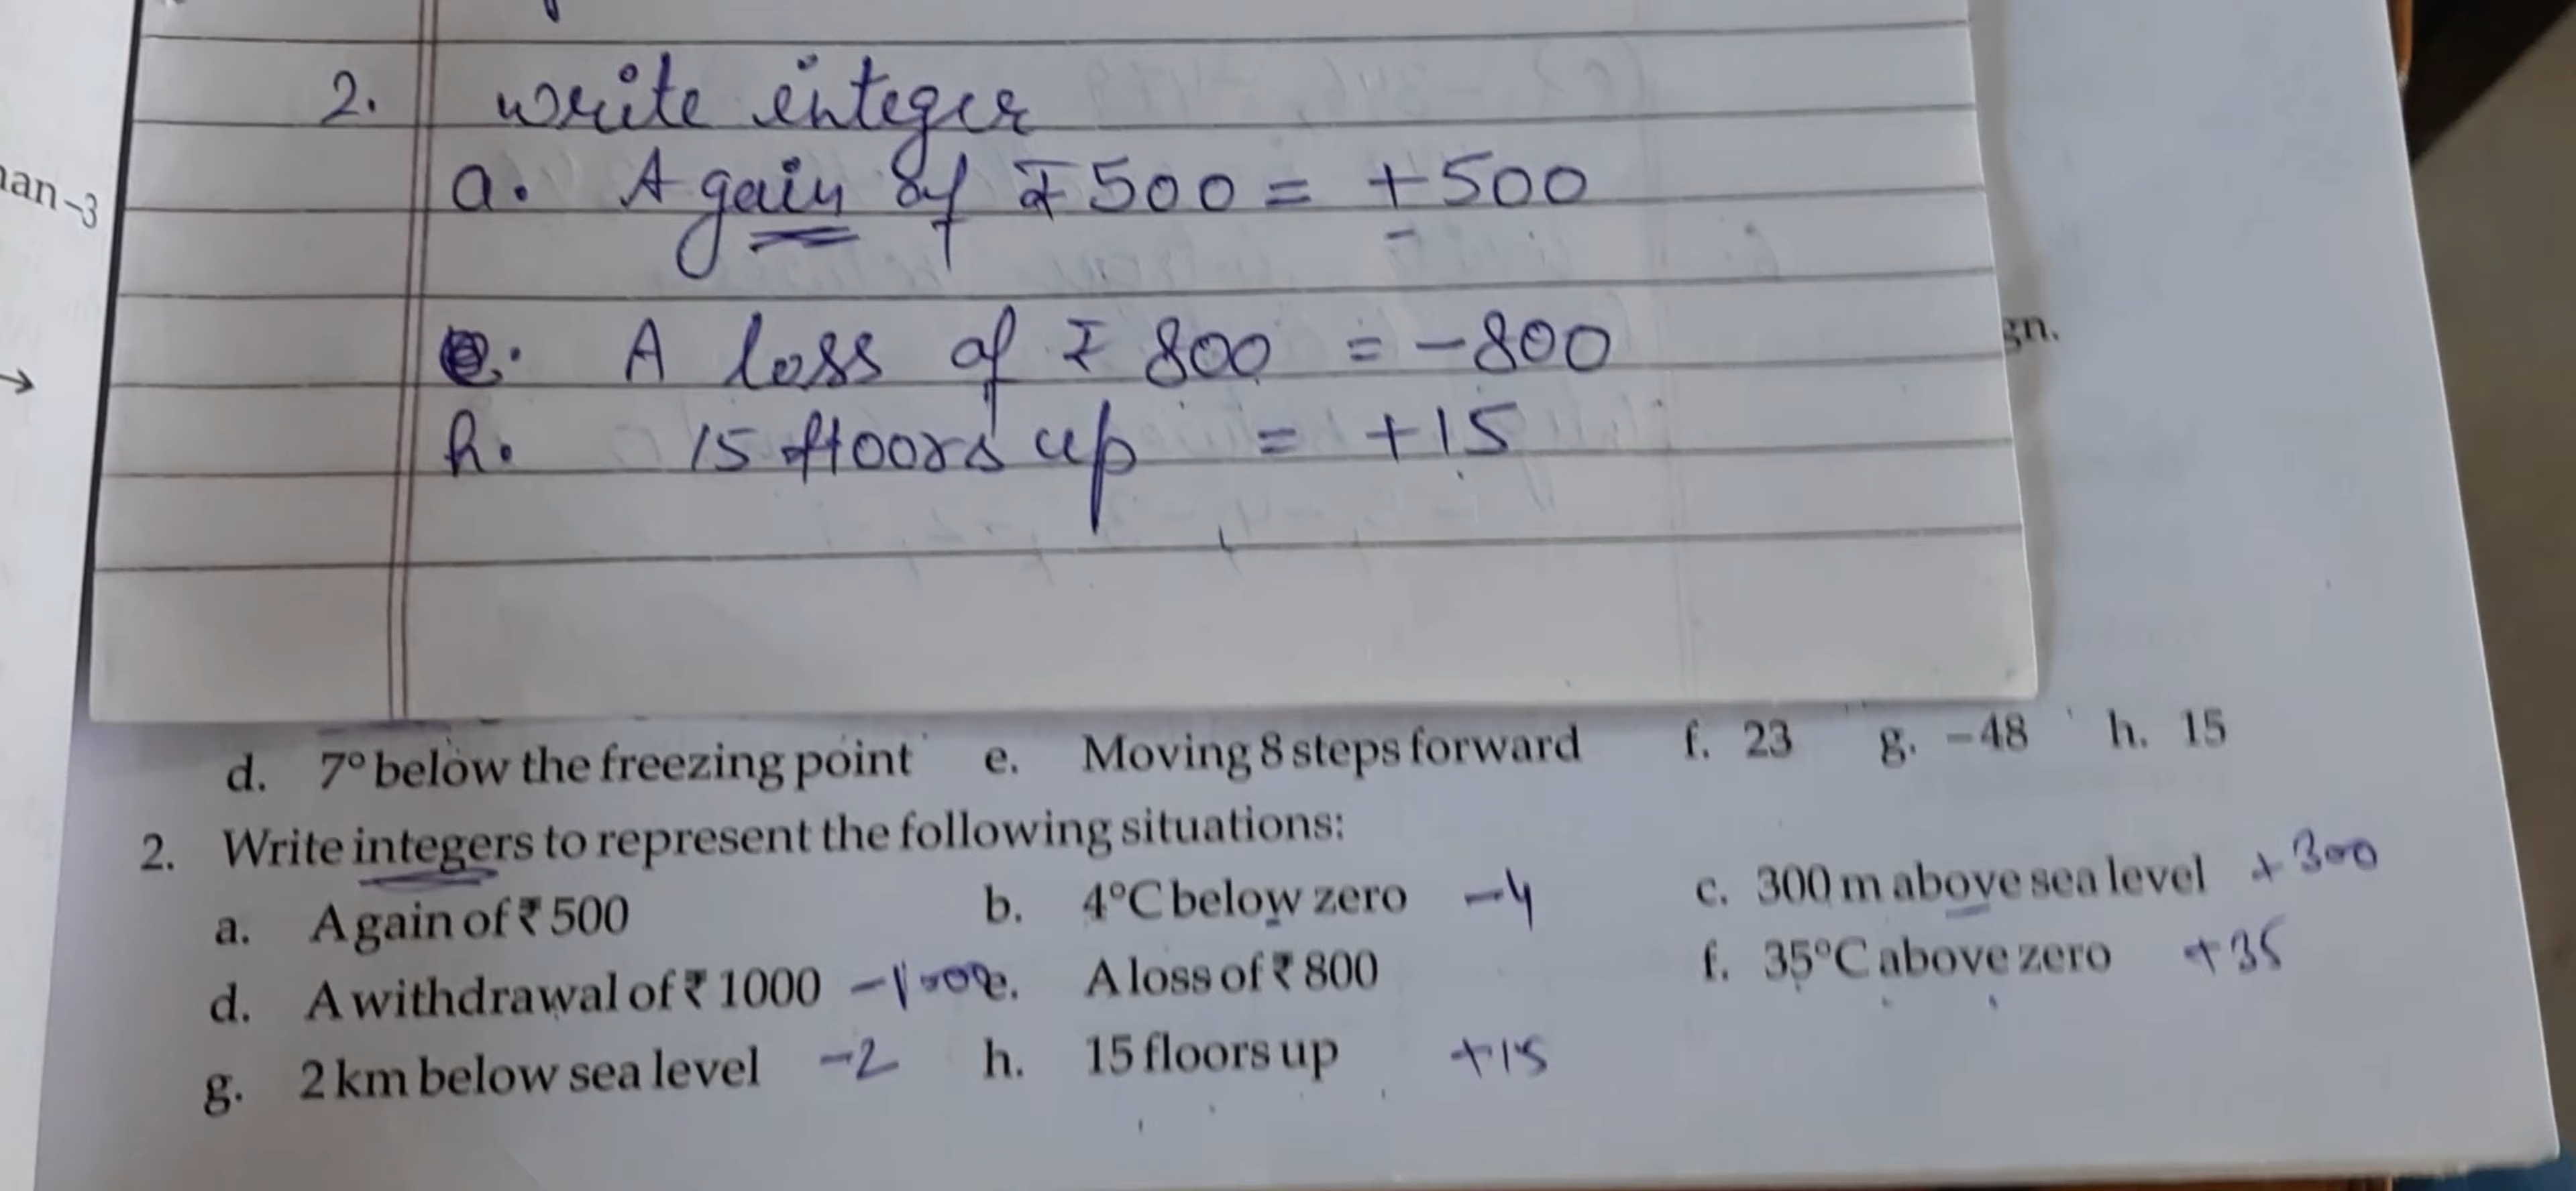 2. write integer
a. A gain of ₹500 = +500
e. A loss of ₹ 800 = -800
h. 15 floors up = +15
an -3
→
gn.
d. 7° below the freezing point e. Moving 8 steps forward f. 23 g. -48 h. 15
2. Write integers to represent the following situations:
a. A gain of ₹ 500 b. 4°C below zero -4 c. 300 m above sea level +300
d. A withdrawal of ₹ 1000 -1000 e. A loss of ₹ 800 f. 35°C above zero +35
g. 2 km below sea level -2 h. 15 floors up +15